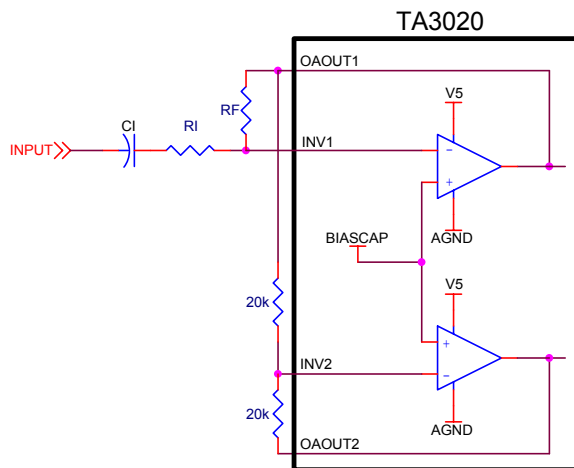 TA3020
OAOUT1
V5
RF
CI
RI
INPUT
INV1
−
+
BIASCAP
AGND
V5
20k
+
INV2
−
20k
AGND
OAOUT2